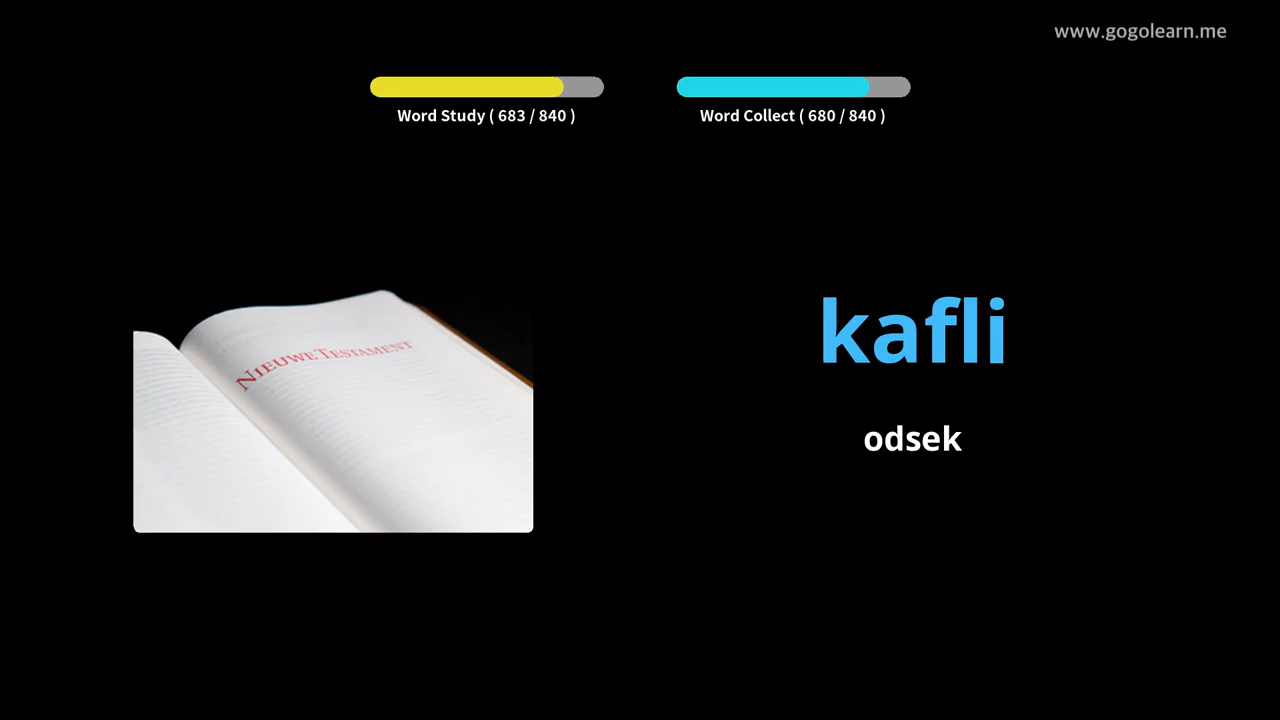 www.gogolearn.me
Word Study ( 683 / 840 )
Word Collect ( 680 / 840 )
NIEUWE TESTAMENT
kafli
odsek